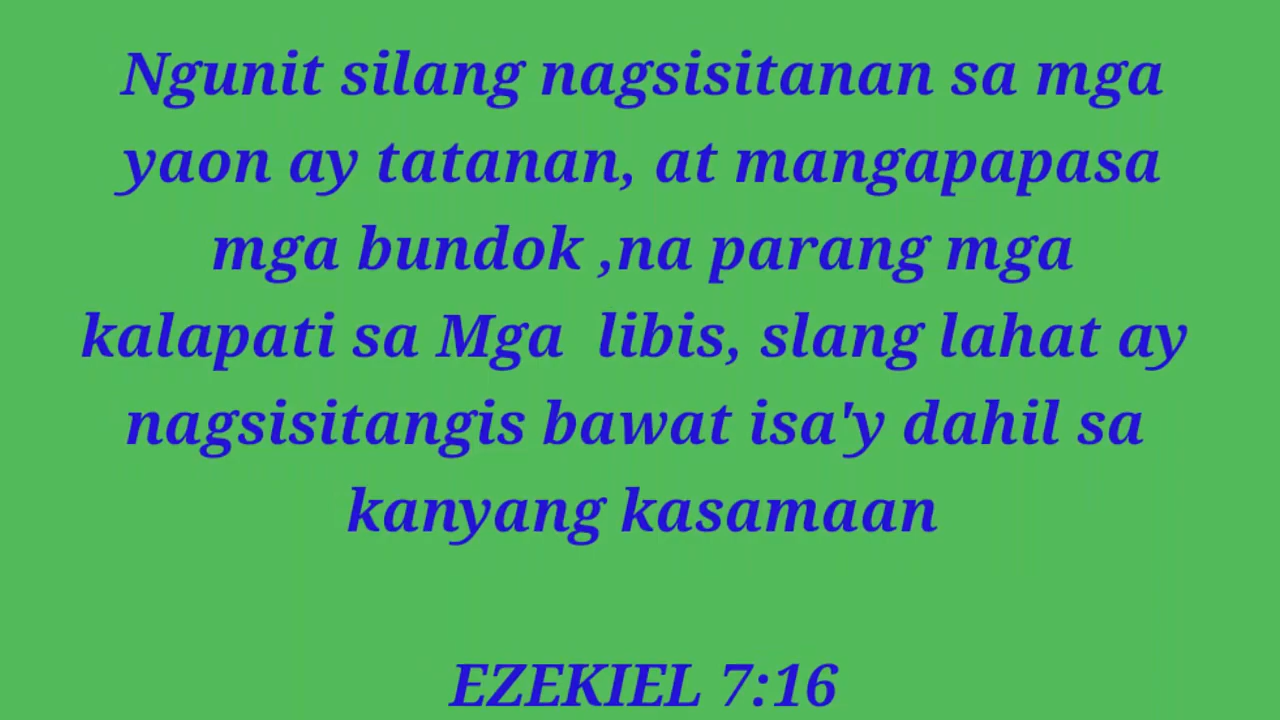 Ngunit silang nagsisitanan sa mga
yaon ay tatanan, at mangapapasa
mga bundok ,na parang mga
kalapati sa Mga  libis, slang lahat ay
nagsisitangis bawat isa'y dahil sa
kanyang kasamaan
EZEKIEL 7:16